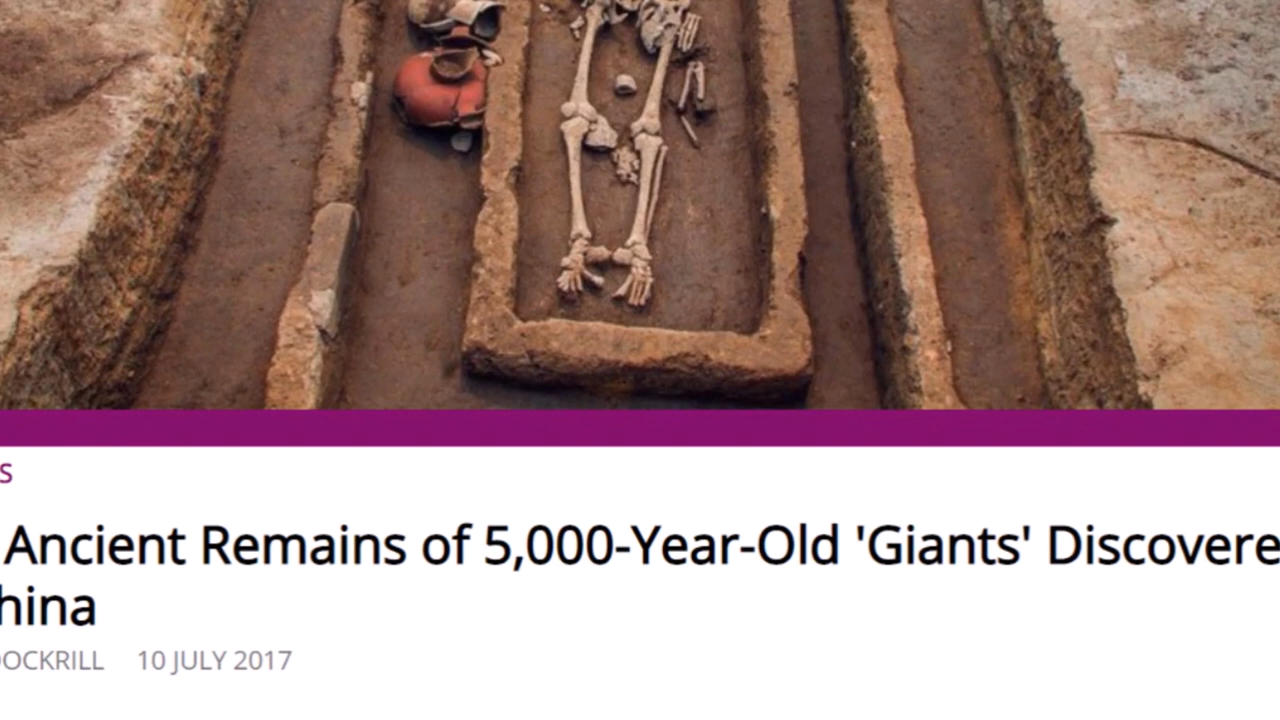 S
Ancient Remains of 5,000-Year-Old 'Giants' Discovere
hina
OCKRILL 10 JULY 2017